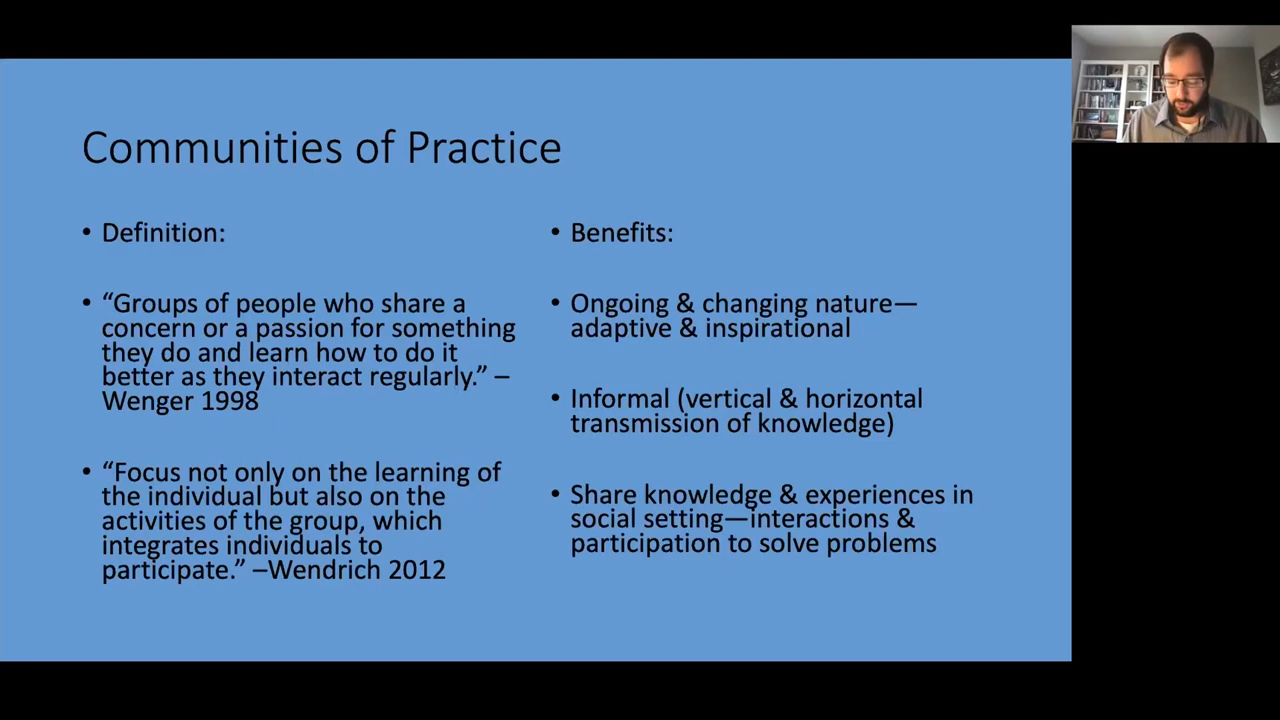 Communities of Practice
• Definition:
• “Groups of people who share a
concern or a passion for something
they do and learn how to do it
better as they interact regularly.” –
Wenger 1998
• “Focus not only on the learning of
the individual but also on the
activities of the group, which
integrates individuals to
participate.” –Wendrich 2012
• Benefits:
• Ongoing & changing nature—
adaptive & inspirational
• Informal (vertical & horizontal
transmission of knowledge)
• Share knowledge & experiences in
social setting—interactions &
participation to solve problems